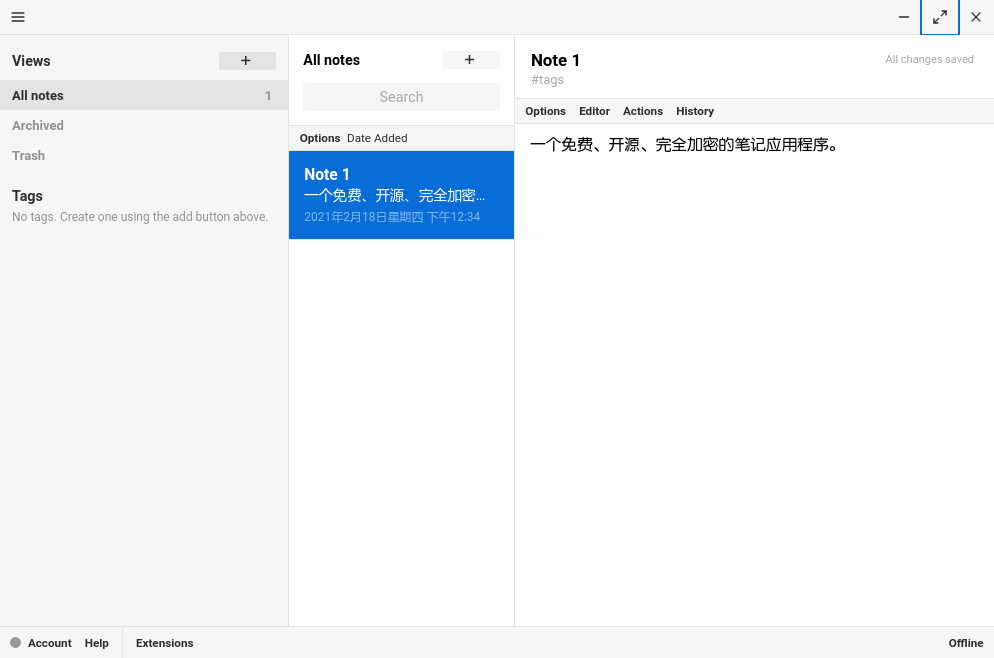 Views
+
All notes 1
Archived
Trash
Tags
No tags. Create one using the add button above.
All notes
+
Search
Options Date Added
Note 1
一个免费、开源、完全加密...
2021年2月18日星期四 下午12:34
Note 1
All changes saved
#tags
Options Editor Actions History
一个免费、开源、完全加密的笔记应用程序。
Account Help Extensions Offline